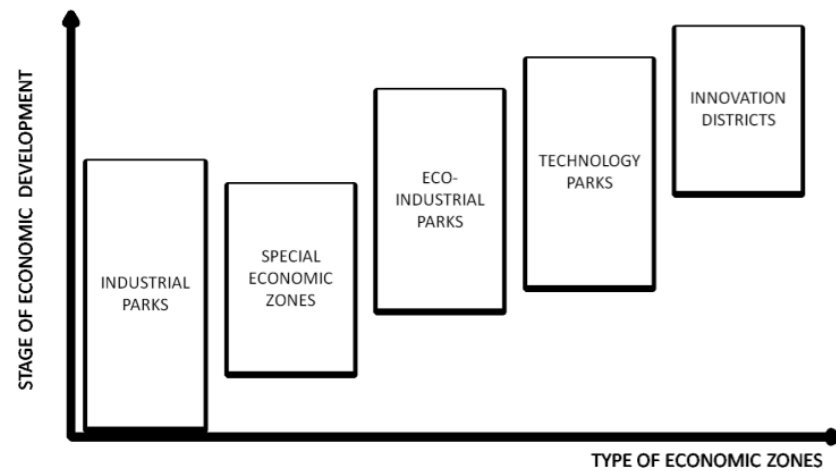 STAGE OF ECONOMIC DEVELOPMENT
INDUSTRIAL
PARKS
SPECIAL
ECONOMIC
ZONES
ECO-
INDUSTRIAL
PARKS
TECHNOLOGY
PARKS
INNOVATION
DISTRICTS
TYPE OF ECONOMIC ZONES